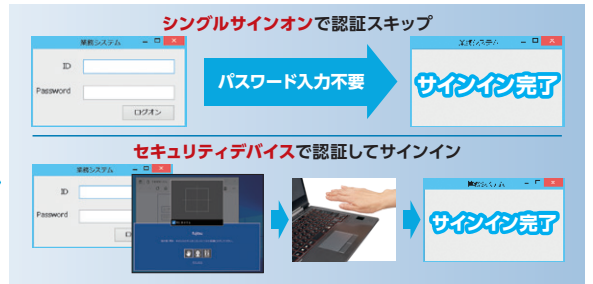 シングルサインオンで認証スキップ
業務システム
ID
Password
ログオン
パスワード入力不要
業務システム
サインイン完了
セキュリティデバイスで認証してサインイン
業務システム
ID
Password
ロ
業務システム
サインイン完了